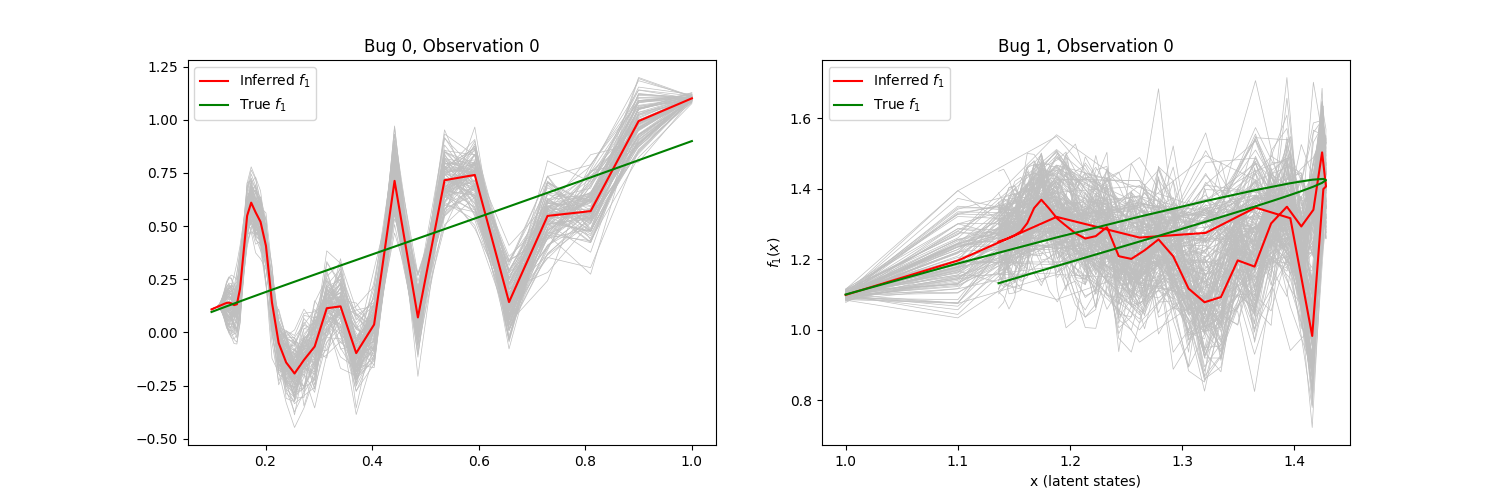 Bug 0, Observation 0
Inferred f₁
True f₁
1.25
1.00
0.75
0.50
0.25
0.00
−0.25
−0.50
0.2
0.4
0.6
0.8
1.0
Bug 1, Observation 0
Inferred f₁
True f₁
f₁(x)
1.6
1.4
1.2
1.0
0.8
1.0
1.1
1.2
1.3
1.4
x (latent states)